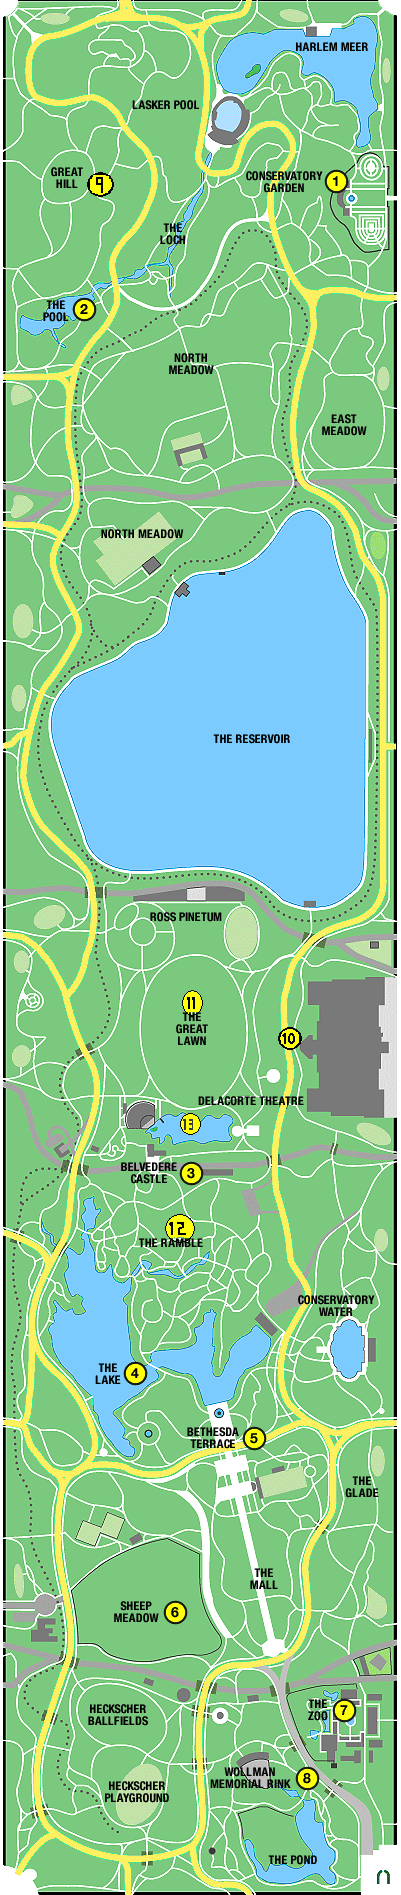 HARLEM MEER
LASKER POOL
GREAT
HILL
9
CONSERVATORY
GARDEN
1
THE
LOCH
THE
POOL
2
NORTH
MEADOW
EAST
MEADOW
NORTH MEADOW
THE RESERVOIR
ROSS PINETUM
11
THE
GREAT
LAWN
10
DELACORTE THEATRE
13
BELVEDERE
CASTLE
3
12
THE RAMBLE
CONSERVATORY
WATER
THE
LAKE
4
BETHESDA
TERRACE
5
THE
GLADE
THE
MALL
SHEEP
MEADOW
6
HECKSCHER
BALLFIELDS
THE
ZOO
7
WOLLMAN
MEMORIAL RINK
8
HECKSCHER
PLAYGROUND
THE POND